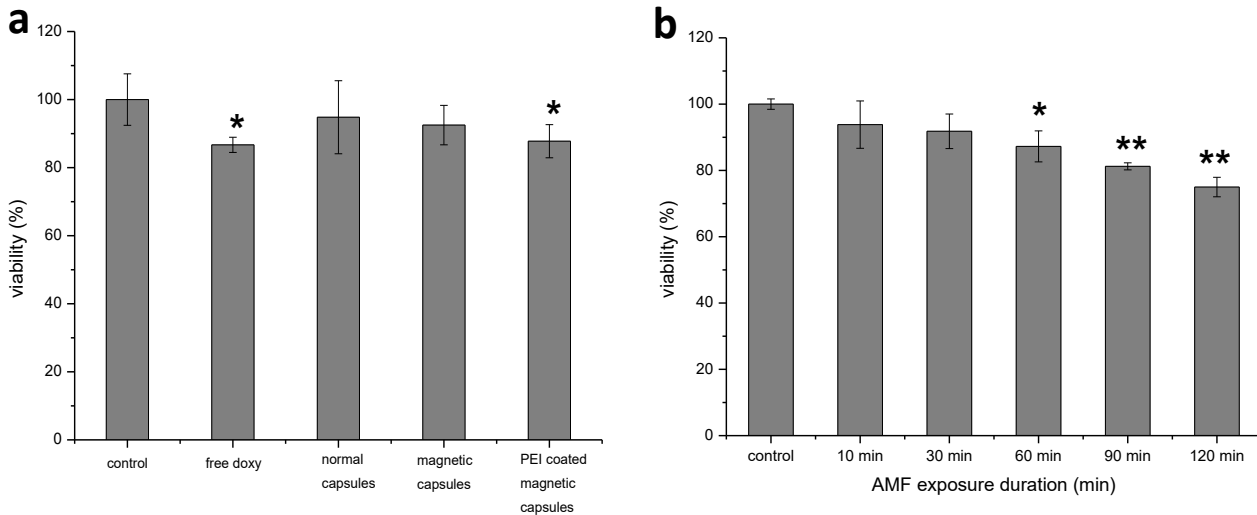 a
120
100
80
60
40
20
0
viability (%)
*
*
control
free doxy
normal
capsules
magnetic
capsules
PEI coated
magnetic
capsules
b
120
100
80
60
40
20
0
viability (%)
*
**
**
control
10 min
30 min
60 min
90 min
120 min
AMF exposure duration (min)